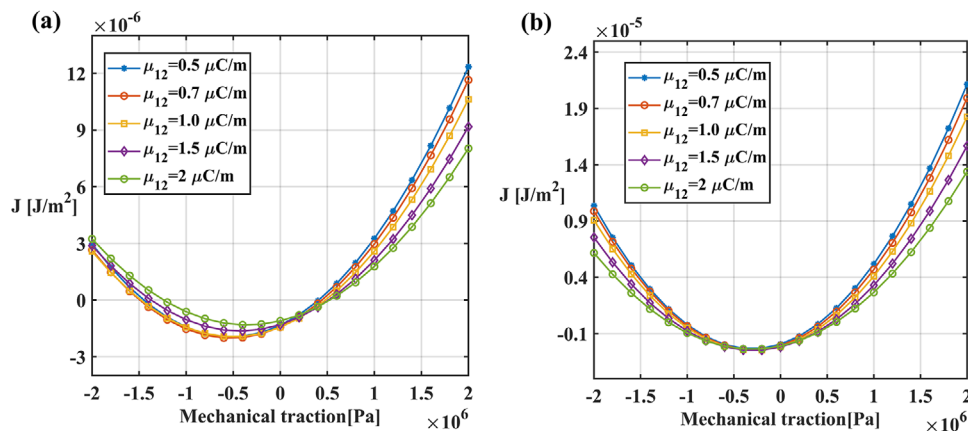 (a)
×10⁻⁶
12
9
6
J [J/m²]
3
0
-3
μ₁₂=0.5 μC/m
μ₁₂=0.7 μC/m
μ₁₂=1.0 μC/m
μ₁₂=1.5 μC/m
μ₁₂=2 μC/m
-2 -1.5 -1 -0.5 0 0.5 1 1.5 2
Mechanical traction[Pa]
×10⁶
(b)
×10⁻⁵
2.4
1.9
1.4
J [J/m²]
0.9
0.4
-0.1
μ₁₂=0.5 μC/m
μ₁₂=0.7 μC/m
μ₁₂=1.0 μC/m
μ₁₂=1.5 μC/m
μ₁₂=2 μC/m
-2 -1.5 -1 -0.5 0 0.5 1 1.5 2
Mechanical traction[Pa]
×10⁶